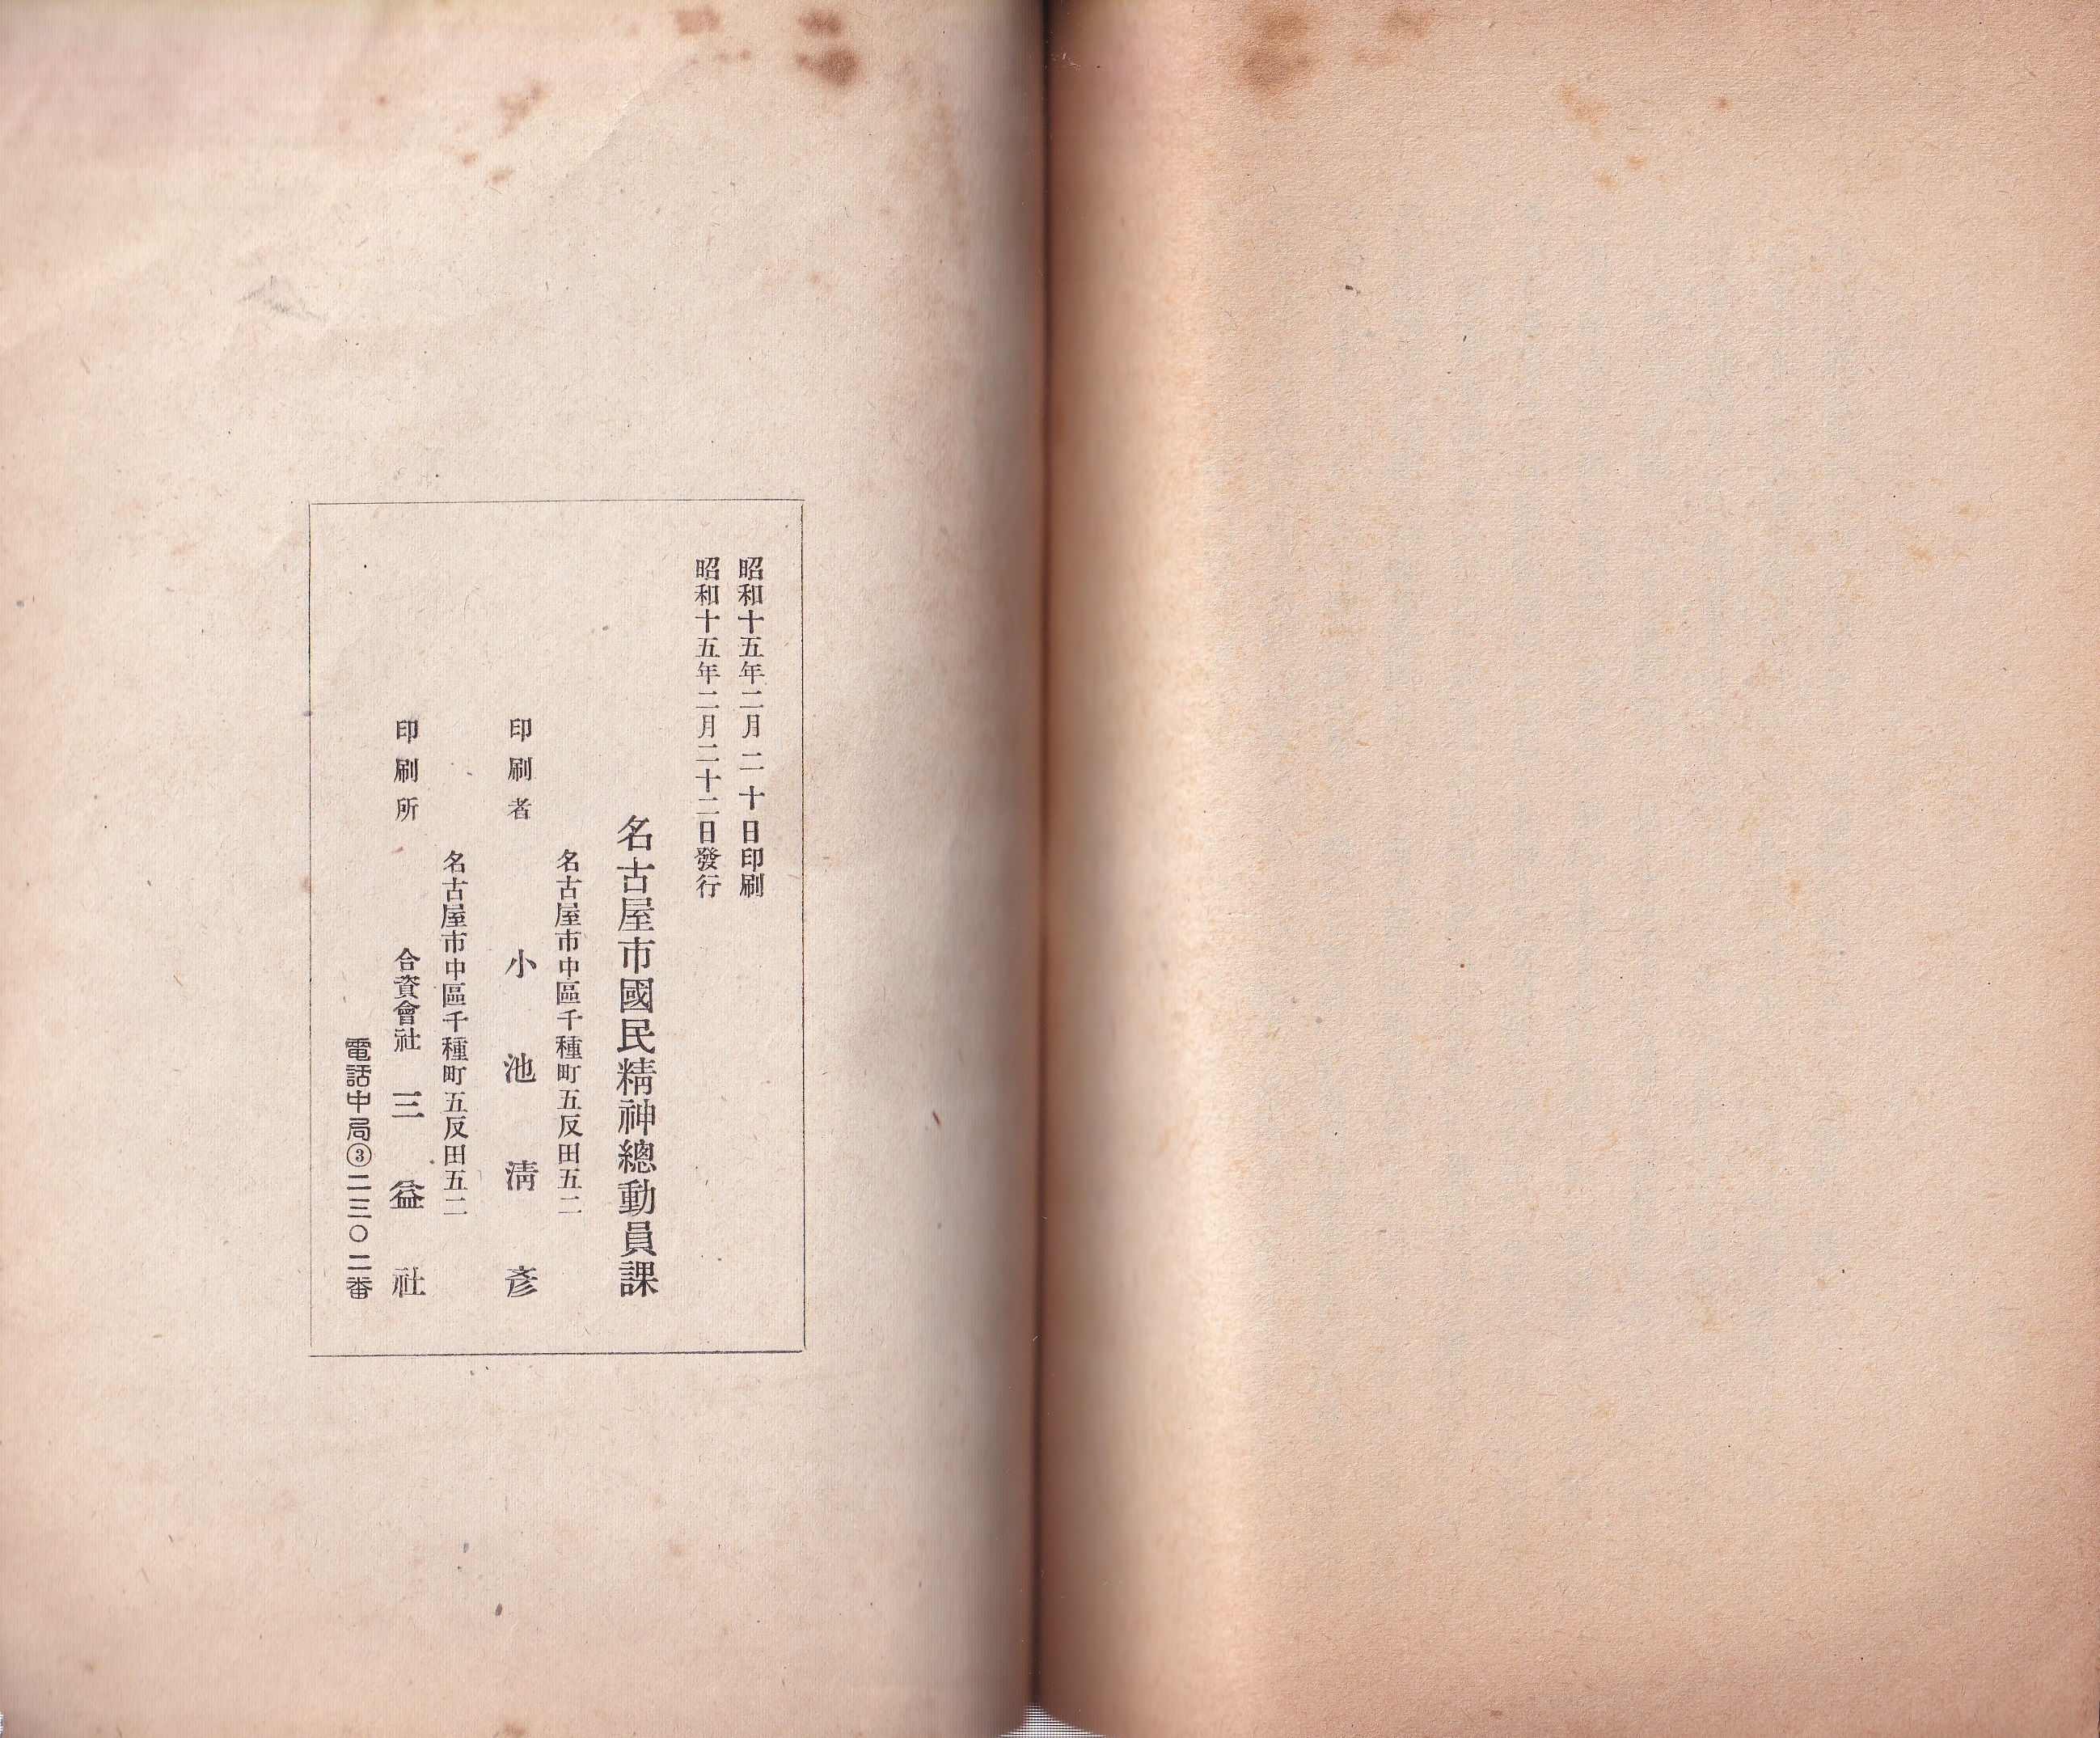 昭和十五年二月二十日印刷
昭和十五年二月二十二日發行
名古屋市國民精神總動員課
名古屋市中區千種町五反田五二
印刷者　小池淸彥
名古屋市中區千種町五反田五二
印刷所　合資會社　三益社
電話中局③二三〇二番